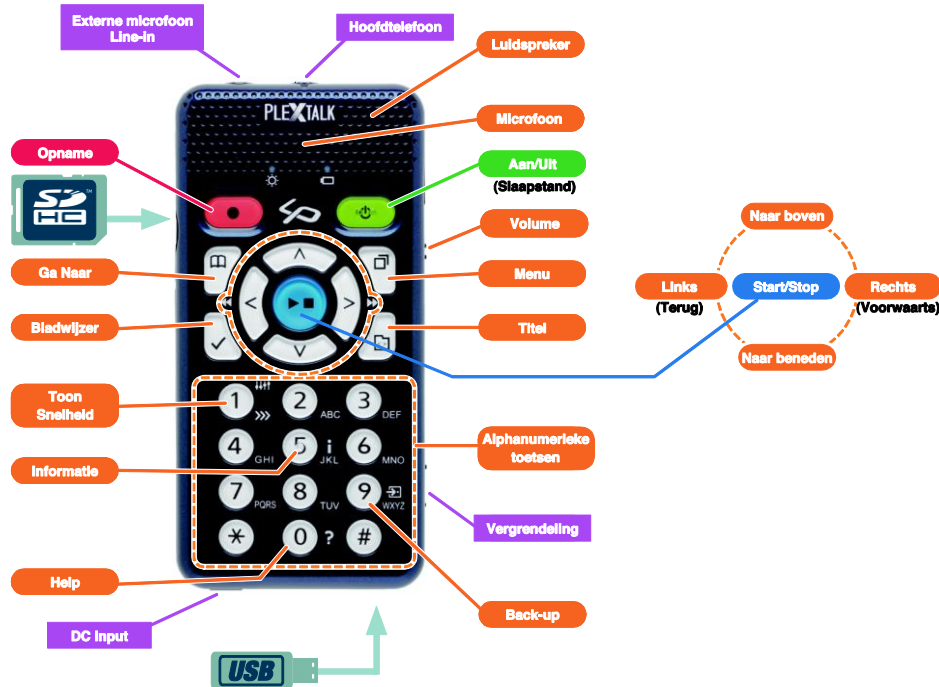 Externe microfoon
Line-in
Hoofdtelefoon
Luidspreker
PLEXTALK
Microfoon
Opname
Aan/Uit
(Slaapstand)
SD
HC
TM
Volume
Ga Naar
Menu
Bladwijzer
Titel
Naar boven
Links
(Terug)
Start/Stop
Rechts
(Voorwaarts)
Naar beneden
Toon
Snelheid
1 >>> 2 ABC 3 DEF
4 GHI 5 i JKL 6 MNO
Alphanumerieke
toetsen
Informatie
7 PQRS 8 TUV 9 WXYZ
* 0 ? #
Vergrendeling
Help
Back-up
DC Input
USB